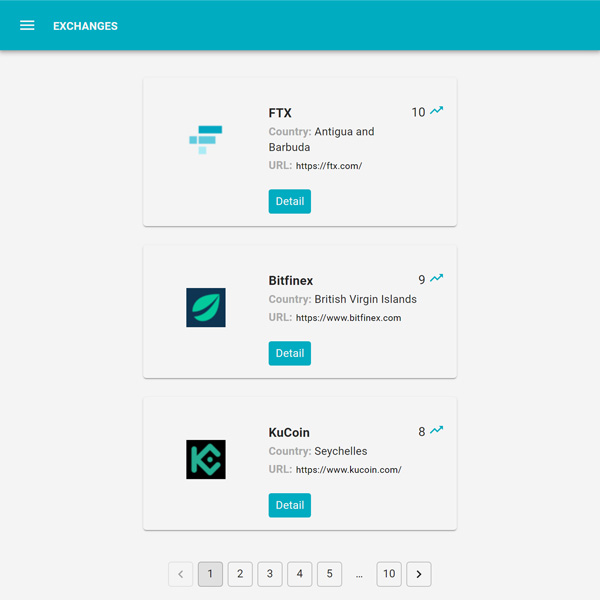 EXCHANGES
FTX 10
Country: Antigua and
Barbuda
URL: https://ftx.com/
Detail
Bitfinex 9
Country: British Virgin Islands
URL: https://www.bitfinex.com
Detail
KuCoin 8
Country: Seychelles
URL: https://www.kucoin.com/
Detail
1 2 3 4 5 … 10